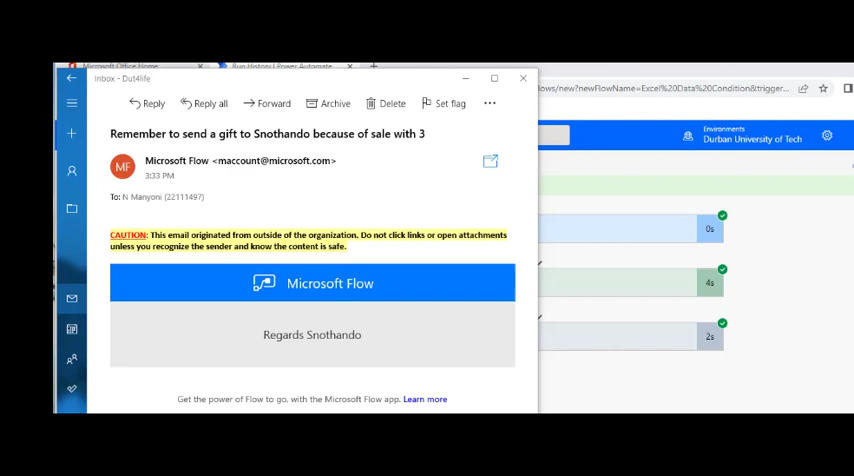 Microsoft Office Home
Run History | Power Automate
Inbox - Dut4life
lows/new?newFlowName=Excel%20Data%20Condition&trigger...
Reply
Reply all
Forward
Archive
Delete
Set flag
Remember to send a gift to Snothando because of sale with 3
Environments
Durban University of Tech
MF
Microsoft Flow <maccount@microsoft.com>
3:33 PM
To: N Manyoni (22111497)
CAUTION: This email originated from outside of the organization. Do not click links or open attachments
unless you recognize the sender and know the content is safe.
0s
Microsoft Flow
4s
Regards Snothando
2s
Get the power of Flow to go, with the Microsoft Flow app. Learn more